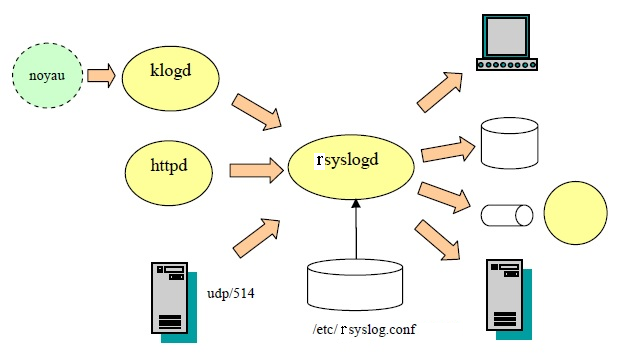 noyau
klogd
httpd
rsyslogd
udp/514
/etc/ rsyslog.conf